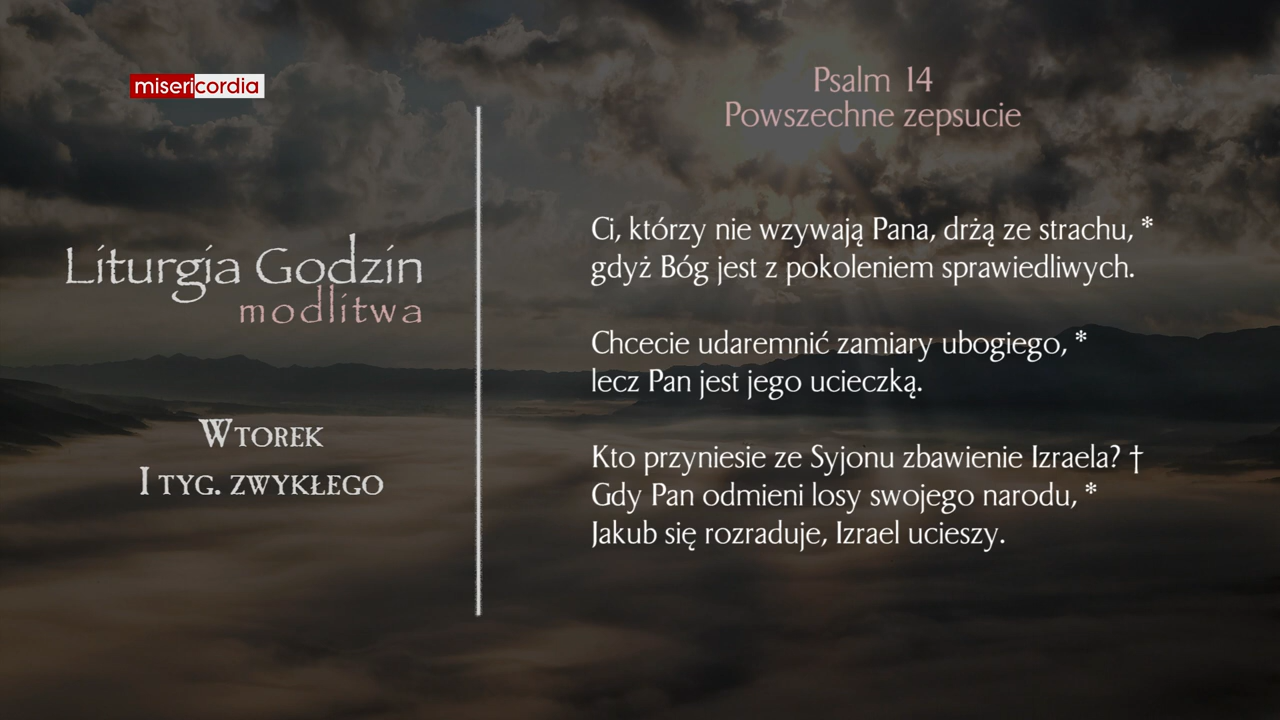 misericordia
Liturgia Godzin
modlitwa
Wtorek
I tyg. zwykłego
Psalm 14
Powszechne zepsucie
Ci, którzy nie wzywają Pana, drżą ze strachu, *
gdyż Bóg jest z pokoleniem sprawiedliwych.
Chcecie udaremnić zamiary ubogiego, *
lecz Pan jest jego ucieczką.
Kto przyniesie ze Syjonu zbawienie Izraela? †
Gdy Pan odmieni losy swojego narodu, *
Jakub się rozraduje, Izrael ucieszy.